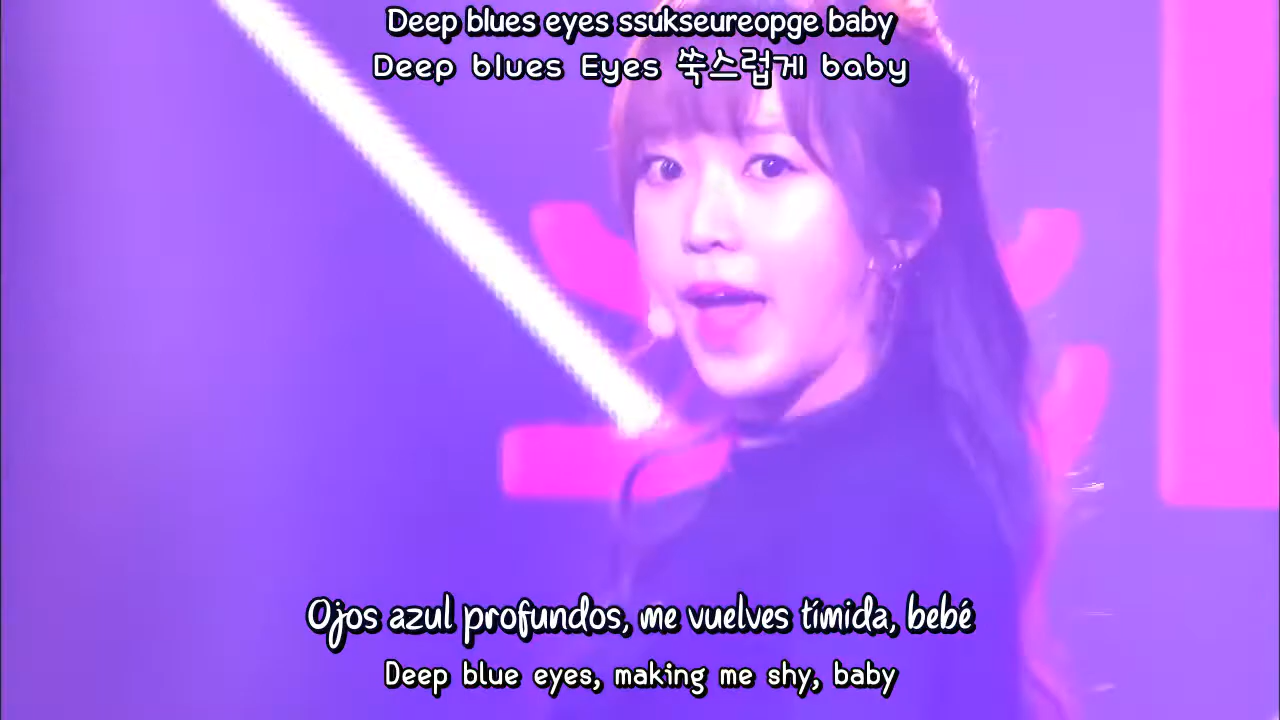 Deep blues eyes ssukseureopge baby
Deep blues Eyes 쑥스럽게 baby
Ojos azul profundos, me vuelves tímida, bebé
Deep blue eyes, making me shy, baby